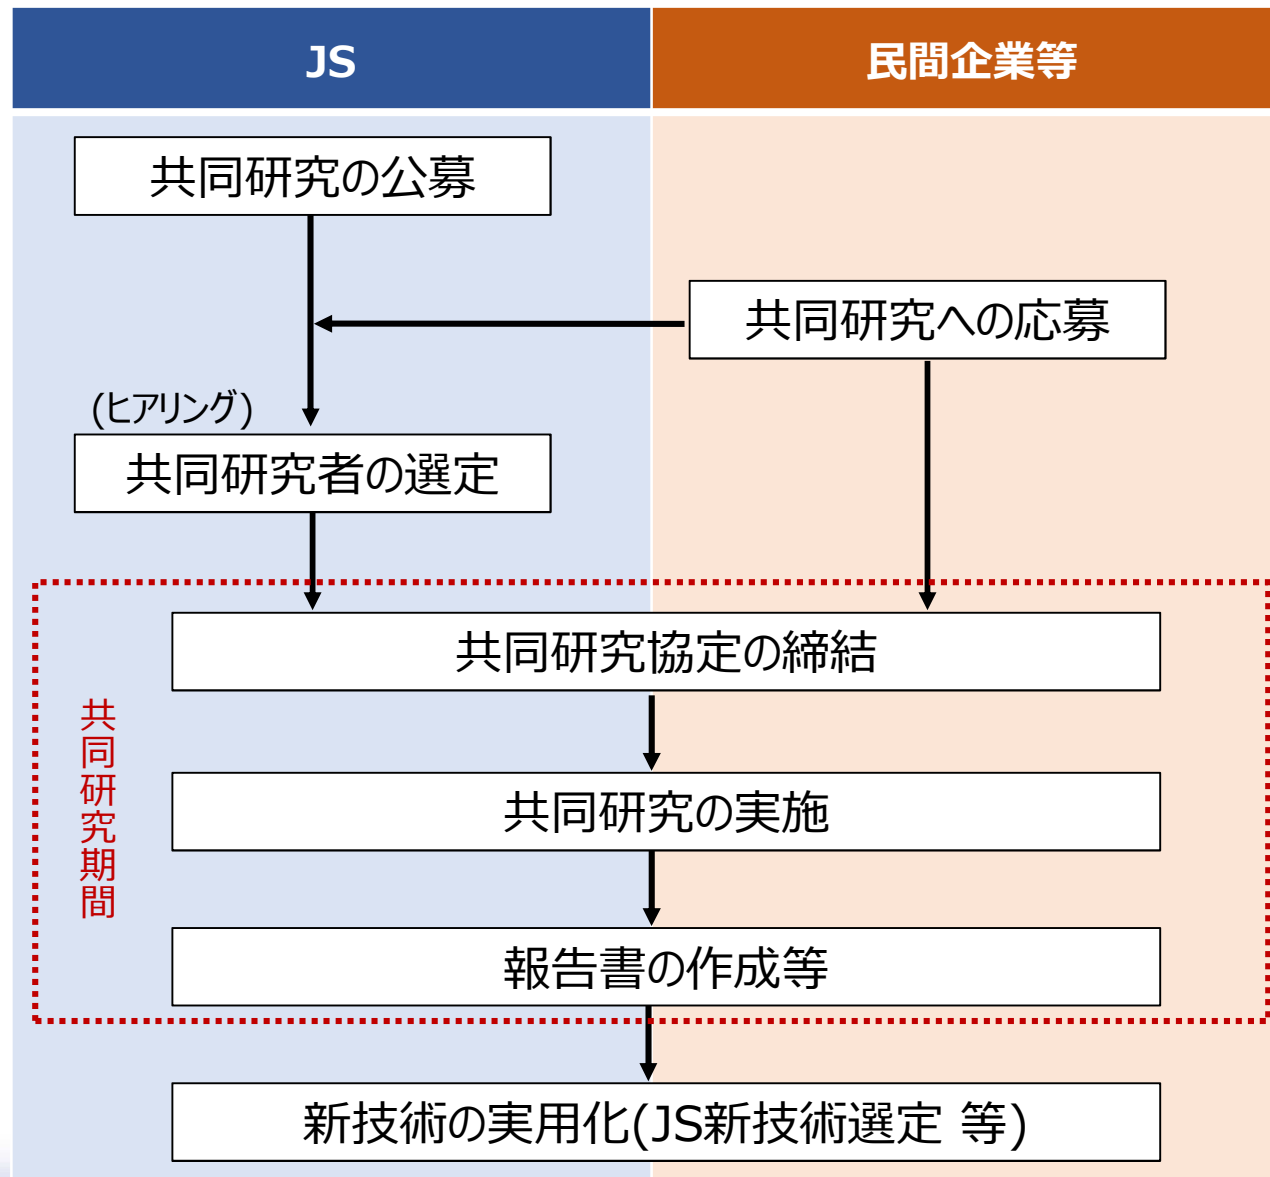 JS
民間企業等
共同研究の公募
共同研究への応募
(ヒアリング)
共同研究者の選定
共同研究協定の締結
共同研究期間
共同研究の実施
報告書の作成等
新技術の実用化(JS新技術選定 等)